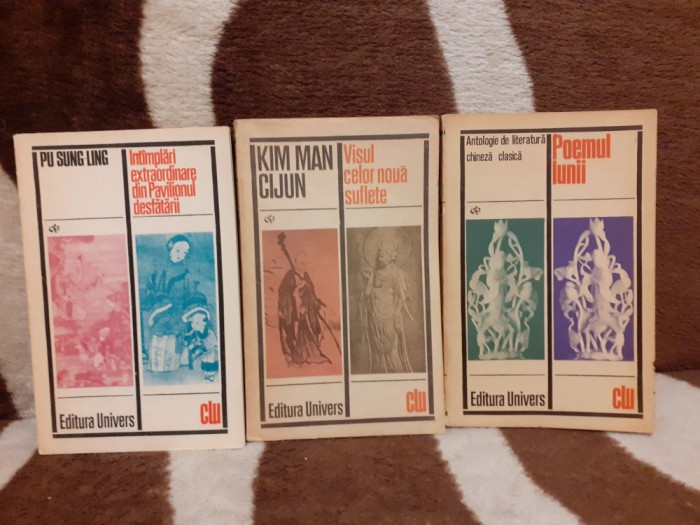 PU SUNG LING
Intîmplări
extraordinare
din Pavilionul
desfătării
Editura Univers
clu
KIM MAN
CIJUN
Visul
celor nouă
suflete
Editura Univers
clu
Antologie de literatură
chineză clasică
Poemul
lunii
Editura Univers
clu